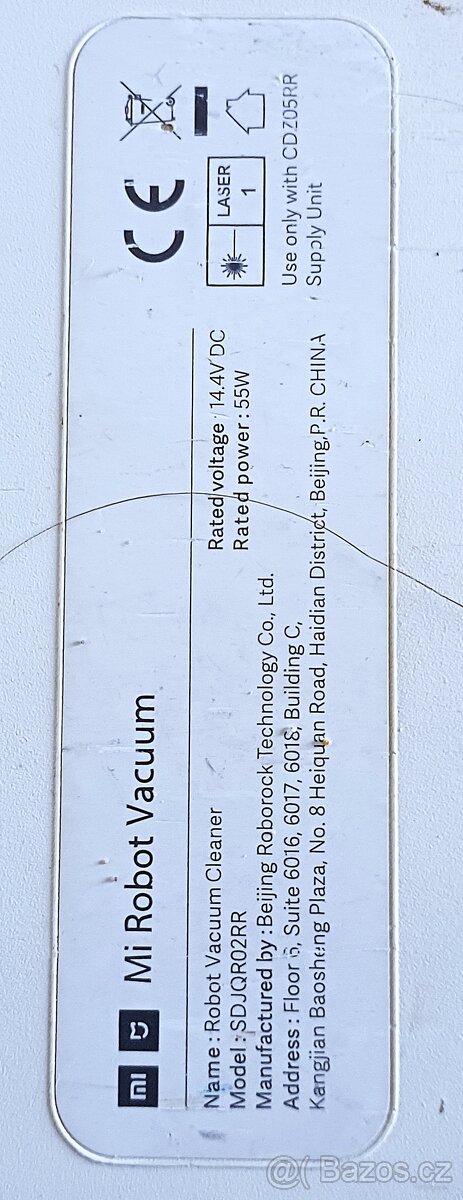 mi Mi Robot Vacuum
Name : Robot Vacuum Cleaner
Model : SDJQR02RR
Manufactured by : Beijing Roborock Technology Co., Ltd.
Address : Floor 6, Suite 6016, 6017, 6018, Building C,
Kangjian Baosheng Plaza, No. 8 Heiquan Road, Haidian District, Beijing, P.R. CHINA
Rated voltage : 14.4V DC
Rated power : 55W
CE
LASER
1
Use only with CDZ05RR
Supply Unit
@( Bazos.cz